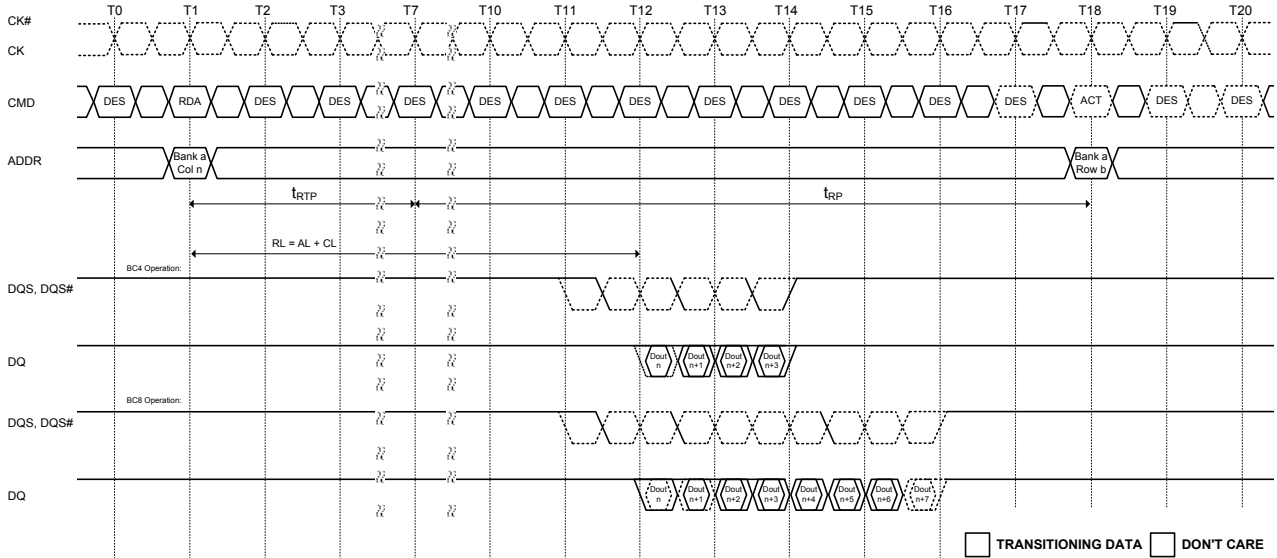 T0 T1 T2 T3 T7 T10 T11 T12 T13 T14 T15 T16 T17 T18 T19 T20
CK#
CK
CMD DES RDA DES DES DES DES DES DES DES DES DES DES DES ACT DES DES
ADDR
Bank a
Col n
Bank a
Row b
tRTP tRP
RL = AL + CL
BC4 Operation:
DQS, DQS#
DQ
Dout
n
Dout
n+1
Dout
n+2
Dout
n+3
BC8 Operation:
DQS, DQS#
DQ
Dout
n
Dout
n+1
Dout
n+2
Dout
n+3
Dout
n+4
Dout
n+5
Dout
n+6
Dout
n+7
TRANSITIONING DATA DON'T CARE